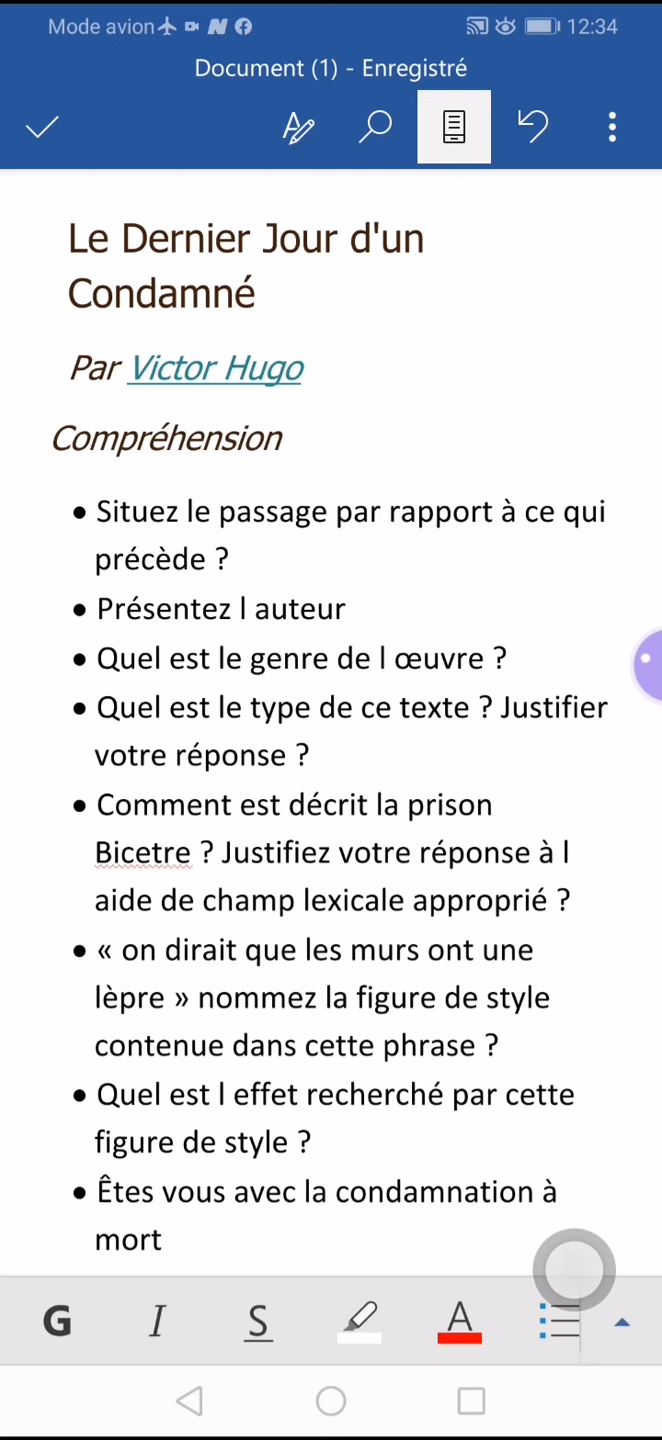 Mode avion 12:34
Document (1) - Enregistré
Le Dernier Jour d'un
Condamné
Par Victor Hugo
Compréhension
• Situez le passage par rapport à ce qui
précède ?
• Présentez l auteur
• Quel est le genre de l œuvre ?
• Quel est le type de ce texte ? Justifier
votre réponse ?
• Comment est décrit la prison
Bicetre ? Justifiez votre réponse à l
aide de champ lexicale approprié ?
• « on dirait que les murs ont une
lèpre » nommez la figure de style
contenue dans cette phrase ?
• Quel est l effet recherché par cette
figure de style ?
• Êtes vous avec la condamnation à
mort
G I S A